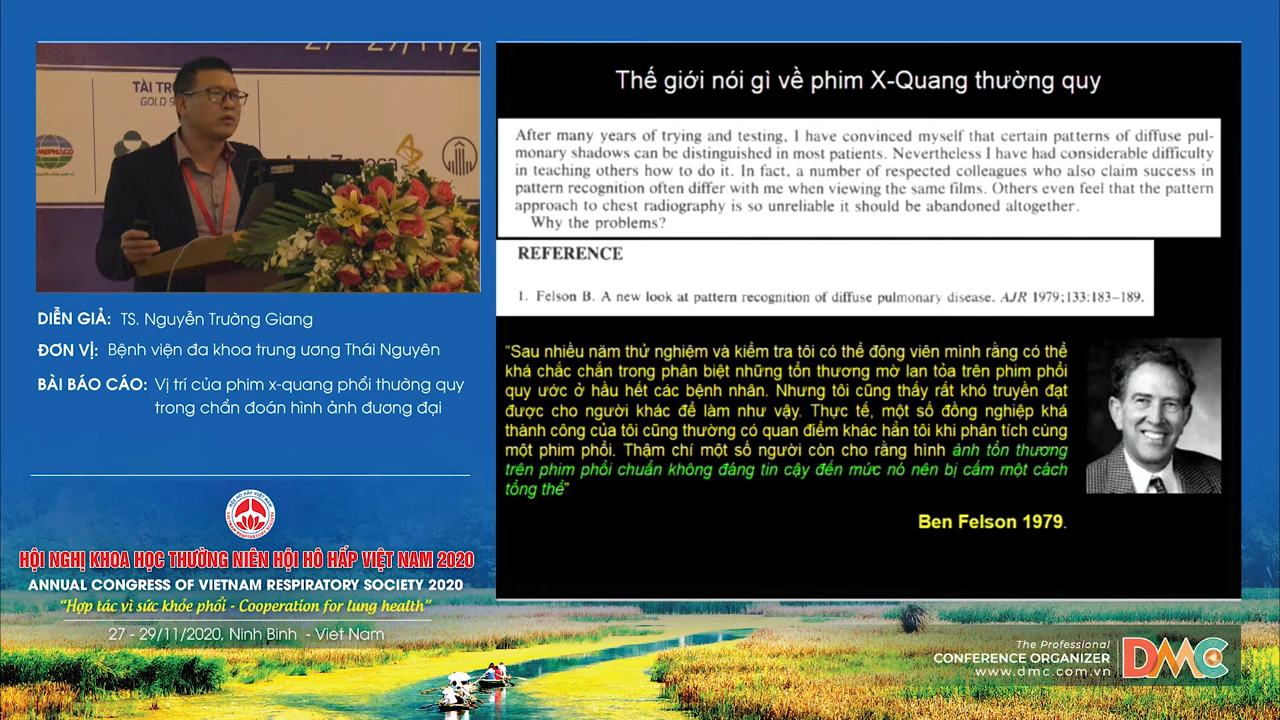 27 - 29/11/2
TÀI TR
GOLD S
MEPHACO
DIỄN GIẢ: TS. Nguyễn Trường Giang
ĐƠN VỊ: Bệnh viện đa khoa trung ương Thái Nguyên
BÀI BÁO CÁO: Vị trí của phim x-quang phổi thường quy
trong chẩn đoán hình ảnh đương đại
HỘI NGHỊ KHOA HỌC THƯỜNG NIÊN HỘI HÔ HẤP VIỆT NAM 2020
ANNUAL CONGRESS OF VIETNAM RESPIRATORY SOCIETY 2020
“Hợp tác vì sức khỏe phổi - Cooperation for lung health”
27 - 29/11/2020, Ninh Binh - Viet Nam
Thế giới nói gì về phim X-Quang thường quy
After many years of trying and testing, I have convinced myself that certain patterns of diffuse pul-
monary shadows can be distinguished in most patients. Nevertheless I have had considerable difficulty
in teaching others how to do it. In fact, a number of respected colleagues who also claim success in
pattern recognition often differ with me when viewing the same films. Others even feel that the pattern
approach to chest radiography is so unreliable it should be abandoned altogether.
Why the problems?
REFERENCE
1. Felson B. A new look at pattern recognition of diffuse pulmonary disease. AJR 1979;133:183–189.
“Sau nhiều năm thử nghiệm và kiểm tra tôi có thể động viên mình rằng có thể
khá chắc chắn trong phân biệt những tổn thương mờ lan tỏa trên phim phổi
quy ước ở hầu hết các bệnh nhân. Nhưng tôi cũng thấy rất khó truyền đạt
được cho người khác để làm như vậy. Thực tế, một số đồng nghiệp khá
thành công của tôi cũng thường có quan điểm khác hẳn tôi khi phân tích cùng
một phim phổi. Thậm chí một số người còn cho rằng hình ảnh tổn thương
trên phim phổi chuẩn không đáng tin cậy đến mức nó nên bị cấm một cách
tổng thể”
Ben Felson 1979.
The Professional
CONFERENCE ORGANIZER
www.dmc.com.vn
DMC